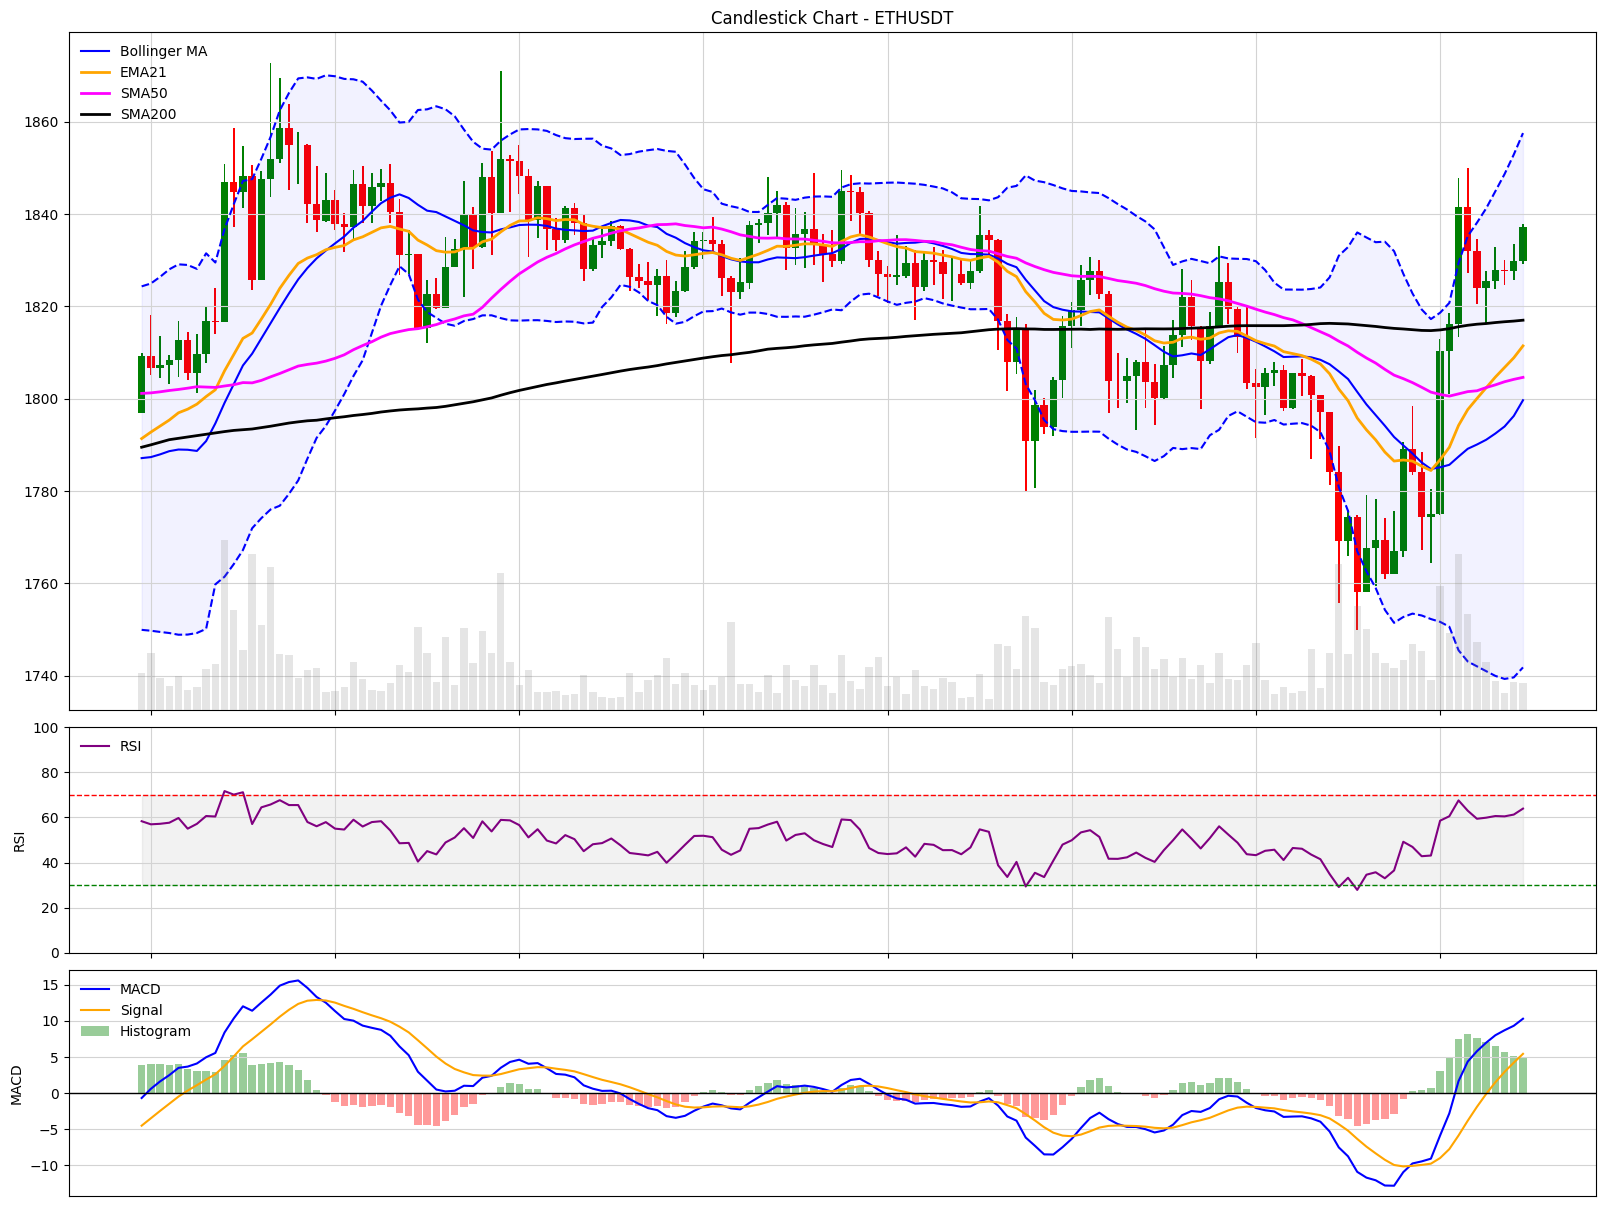 Candlestick Chart - ETHUSDT
Bollinger MA
EMA21
SMA50
SMA200
1860
1840
1820
1800
1780
1760
1740
RSI
100
80
60
40
20
0
RSI
MACD
Signal
Histogram
15
10
5
0
−5
−10
MACD